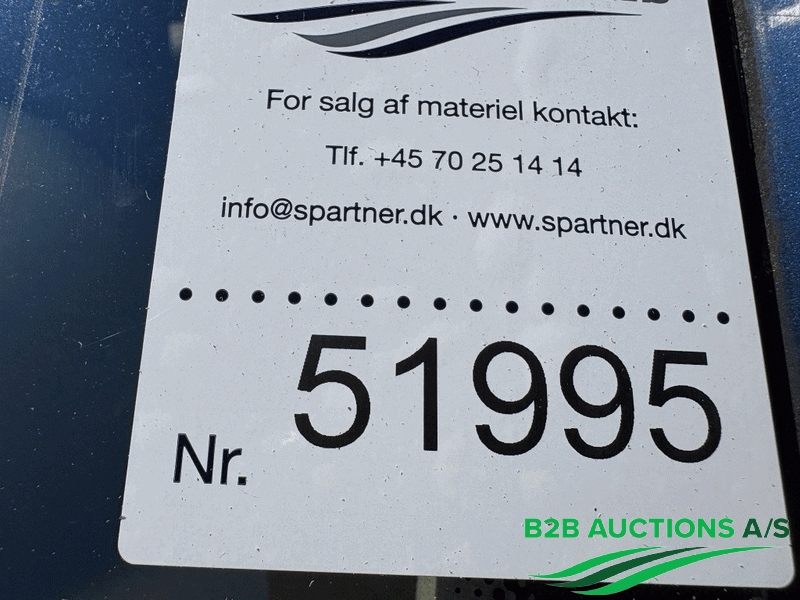 For salg af materiel kontakt:
Tlf. +45 70 25 14 14
info@spartner.dk · www.spartner.dk
Nr. 51995
B2B AUCTIONS A/S